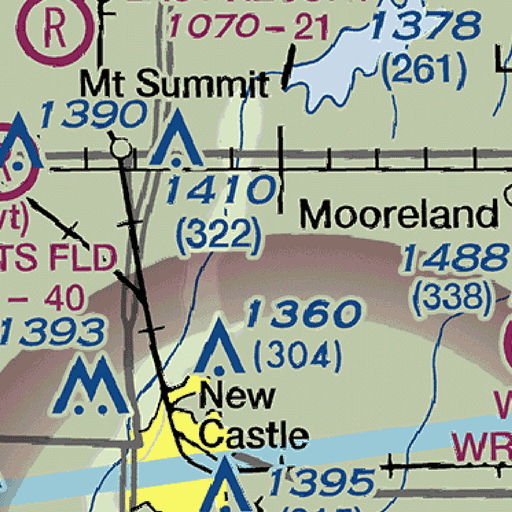 R
1070 - 21
1378
(261)
Mt Summit
1390
R
1410
(322)
Mooreland
vt)
TS FLD
- 40
1488
(338)
1393
1360
(304)
New
Castle
W
WR
1395